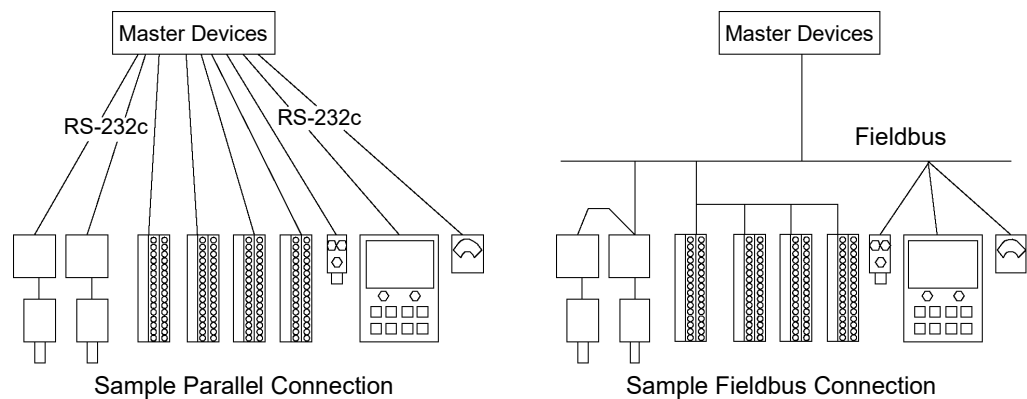 Master Devices
RS-232c
RS-232c
Sample Parallel Connection
Master Devices
Fieldbus
Sample Fieldbus Connection